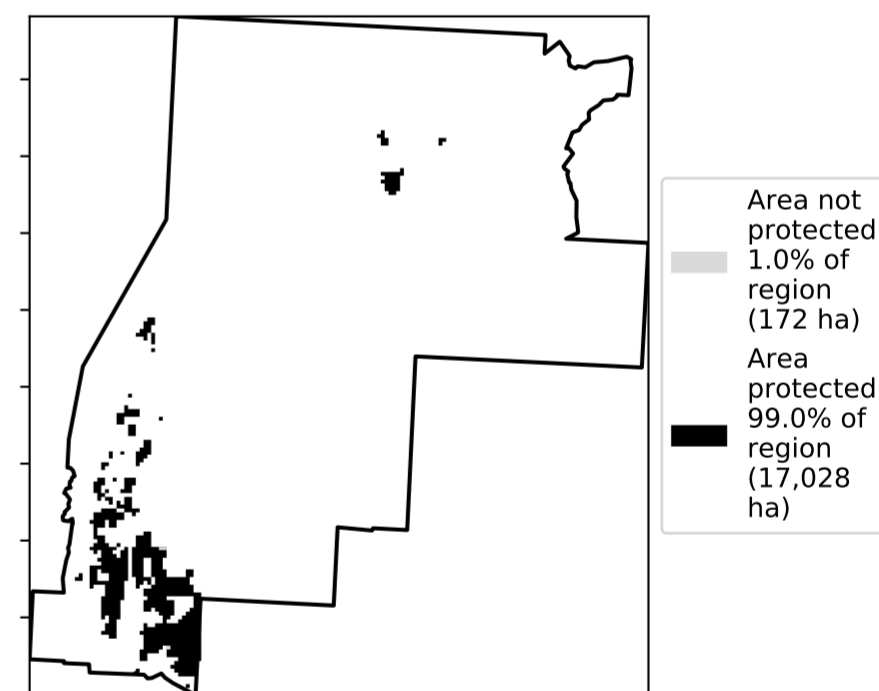 Area not
protected
1.0% of
region
(172 ha)
Area
protected
99.0% of
region
(17,028
ha)